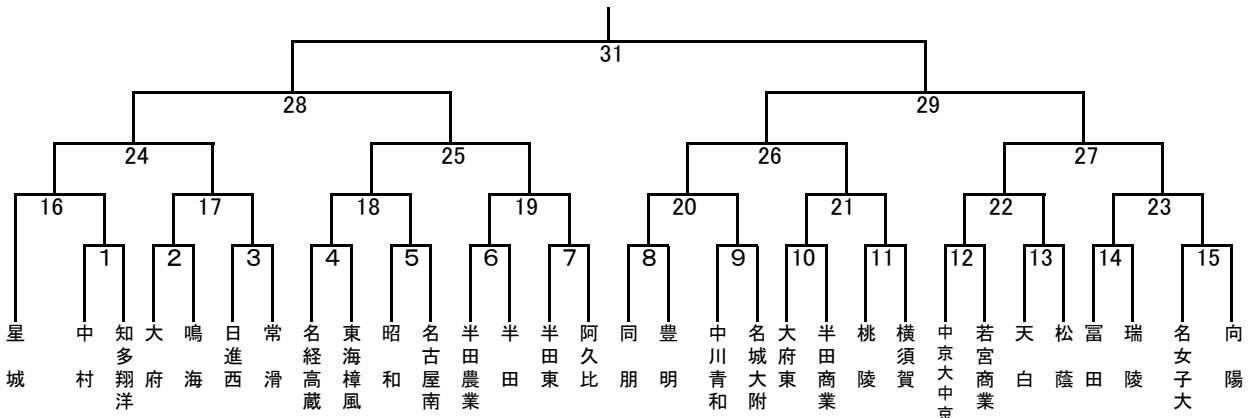 31
28 29
24 25 26 27
16 17 18 19 20 21 22 23
1 2 3 4 5 6 7 8 9 10 11 12 13 14 15
星城
中村
知多翔洋
大府
鳴海
日進西
常滑
名経高蔵
東海樟風
昭和
名古屋南
半田農業
半田
半田東
阿久比
同朋
豊明
中川青和
名城大附
大府東
半田商業
桃陵
横須賀
中京大中京
若宮商業
天白
松蔭
冨田
瑞陵
名女子大
向陽